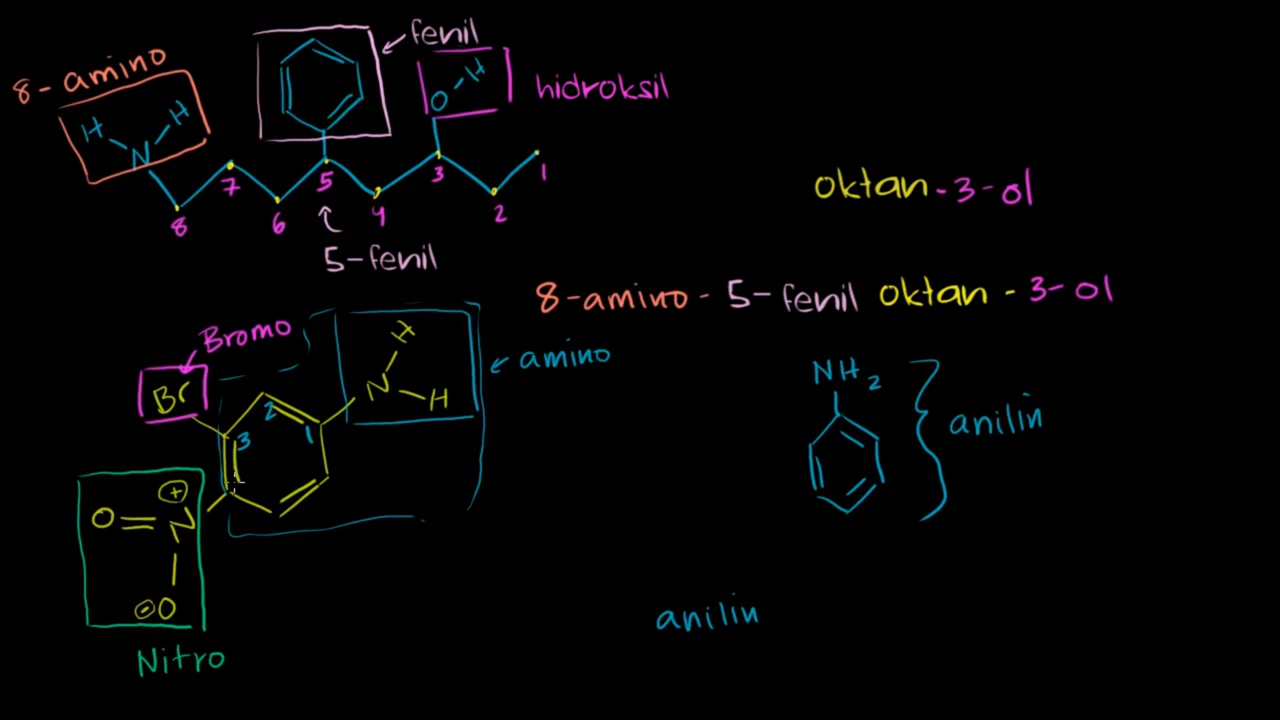 fenil
8-amino
H
H
N
O
H
hidroksil
7
5
3
1
8
6
4
2
5-fenil
oktan-3-ol
8-amino-5-fenil oktan-3-ol
Bromo
H
amino
Br
N
H
2
1
3
NH2
anilin
+
O
N
-
O
anilin
Nitro